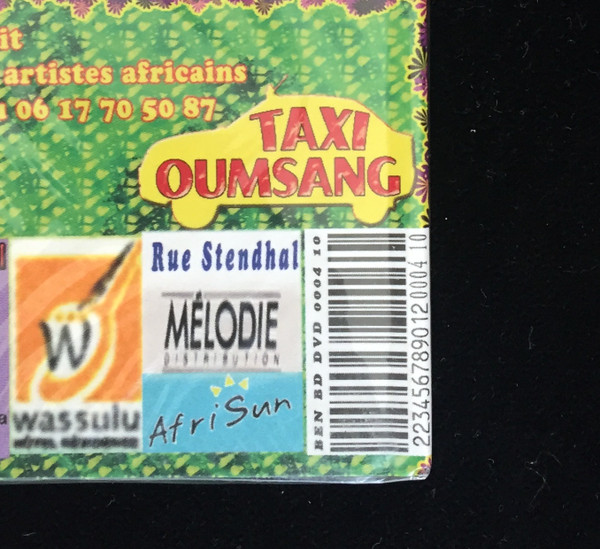 it
artistes africains
06 17 70 50 87
TAXI
OUMSANG
W
wassulu
Rue Stendhal
MÉLODIE
DISTRIBUTION
AfriSun
BEN BD DVD 0004 10
2234567890120004 10